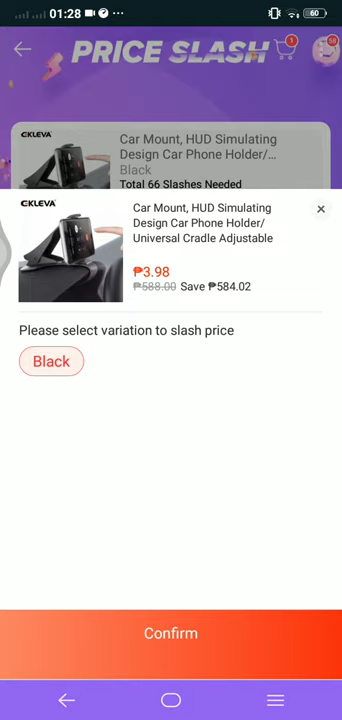 01:28
60
PRICE SLASH
1
58
CKLEVA
Car Mount, HUD Simulating
Design Car Phone Holder/...
Black
Total 66 Slashes Needed
CKLEVA
Car Mount, HUD Simulating
Design Car Phone Holder/
Universal Cradle Adjustable
₱3.98
₱588.00 Save ₱584.02
Please select variation to slash price
Black
Confirm